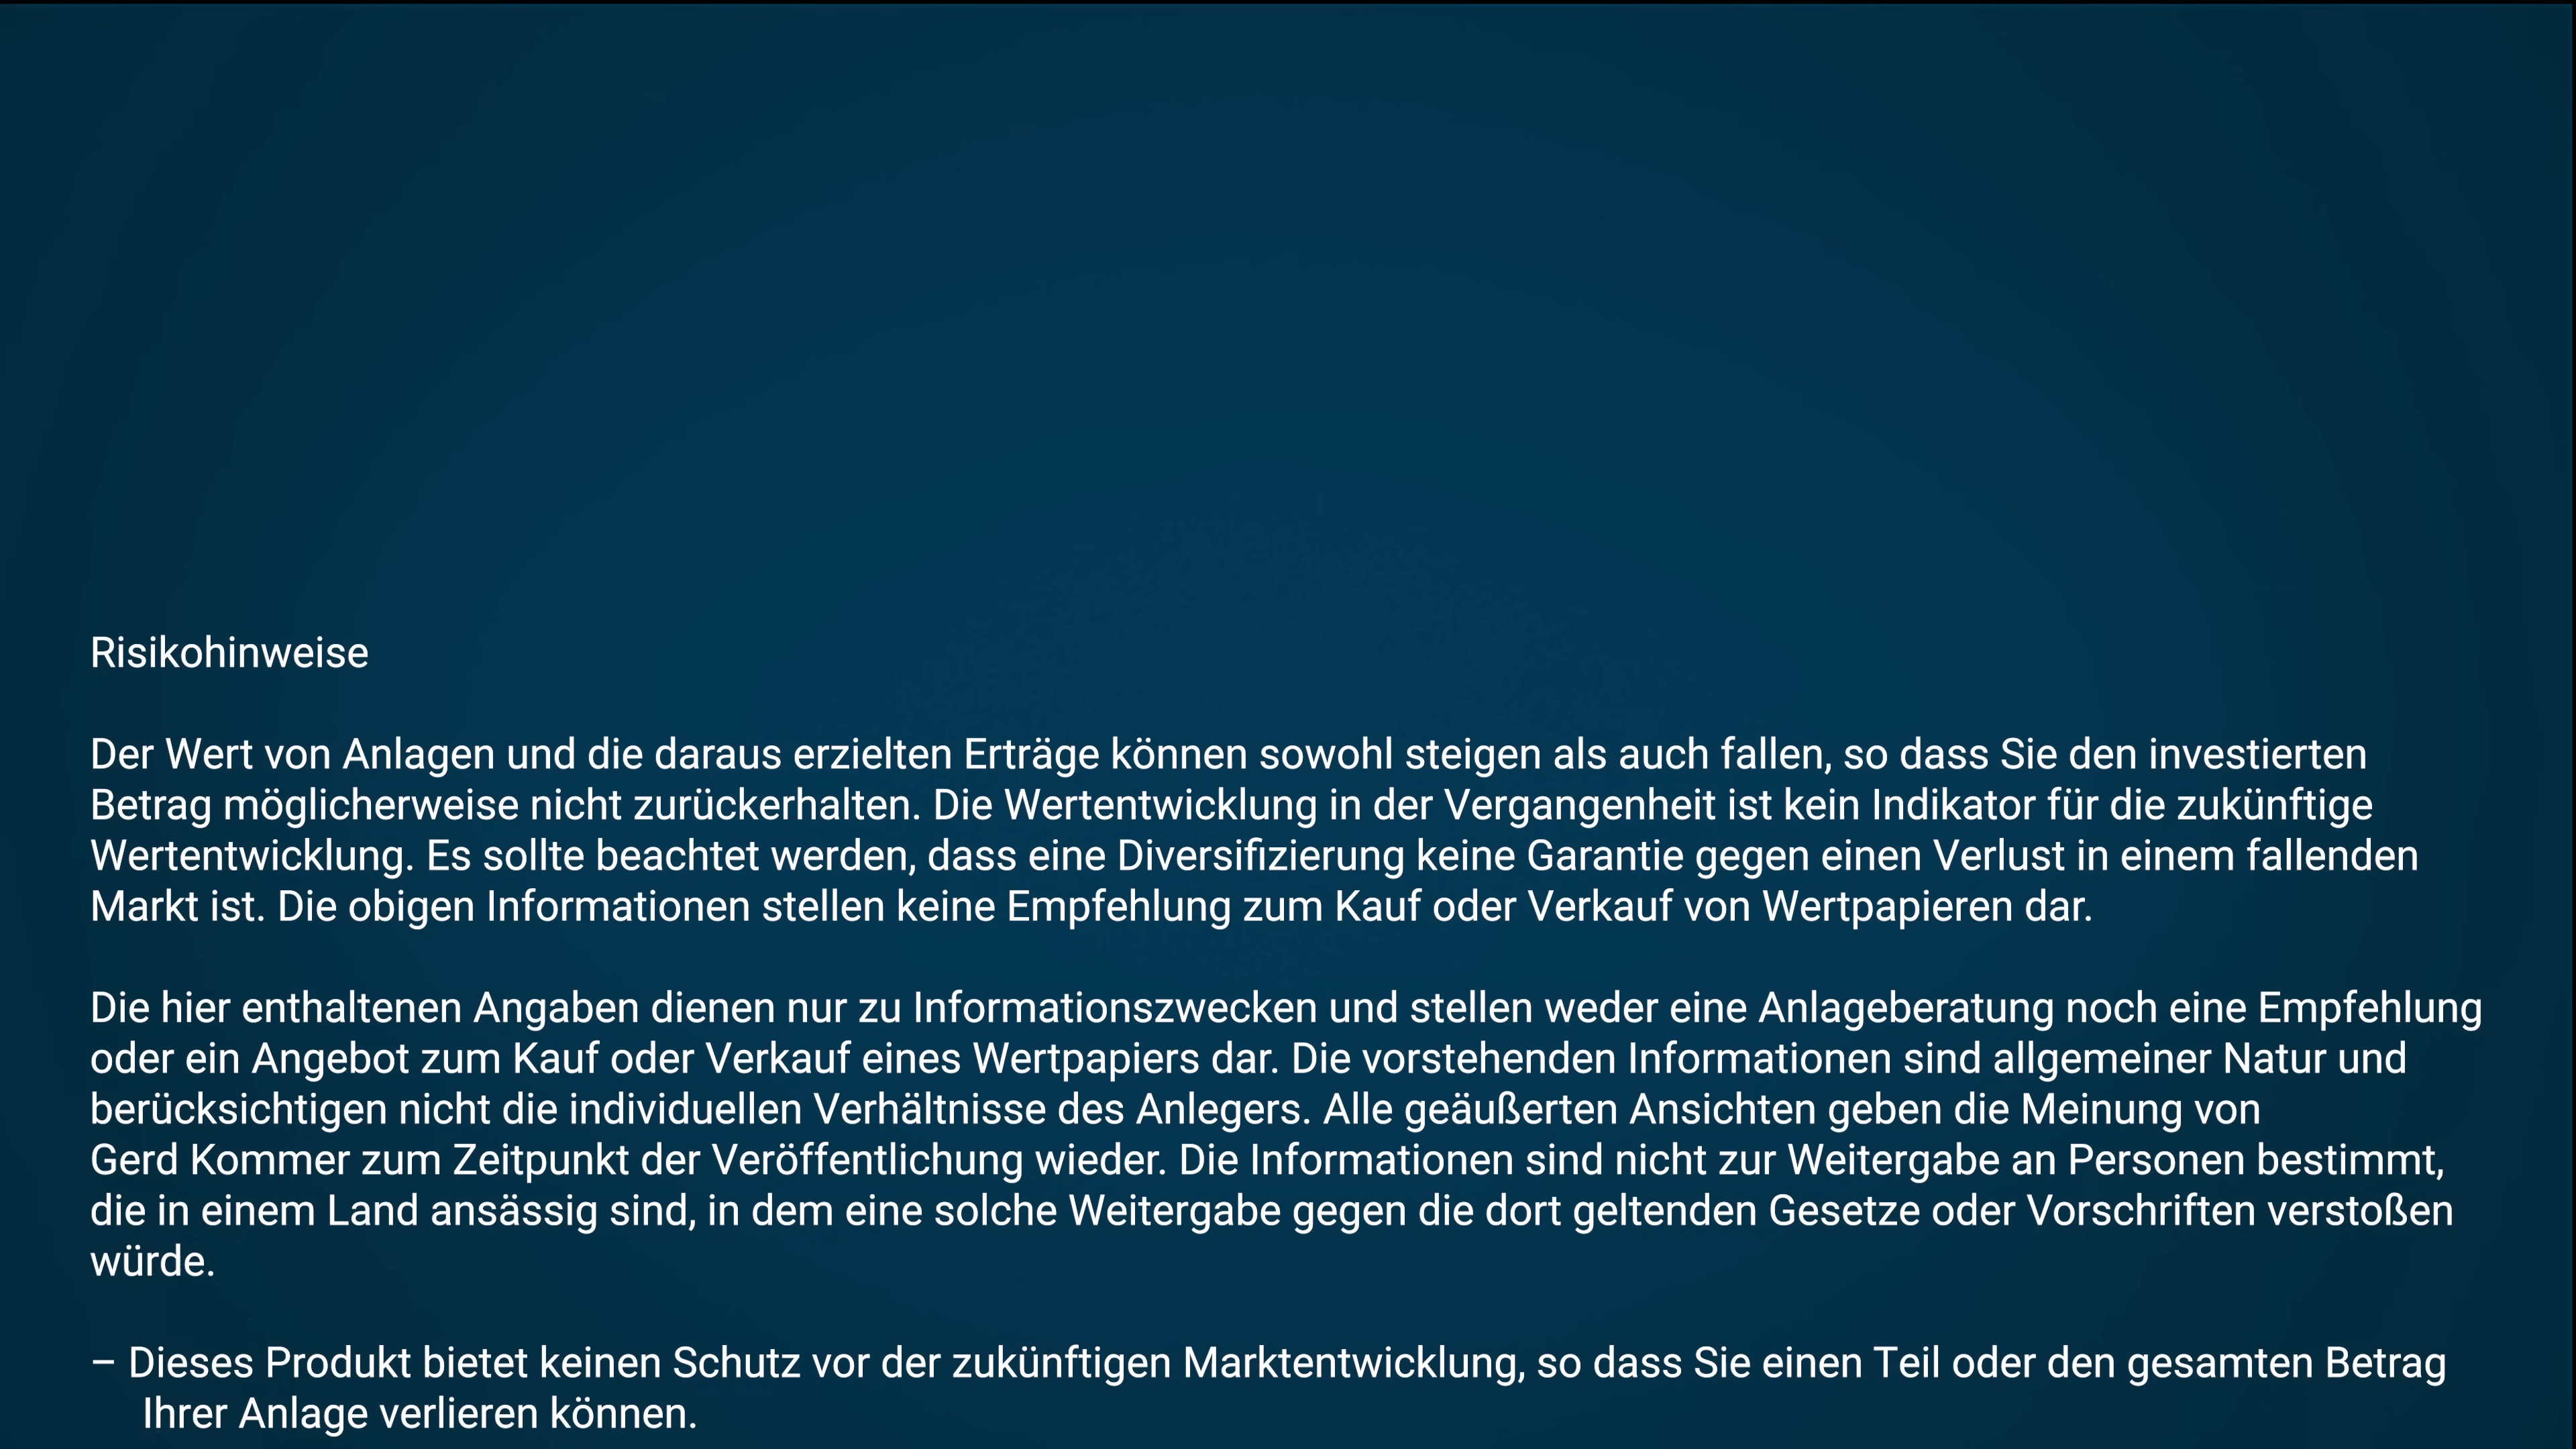 Risikohinweise
Der Wert von Anlagen und die daraus erzielten Erträge können sowohl steigen als auch fallen, so dass Sie den investierten
Betrag möglicherweise nicht zurückerhalten. Die Wertentwicklung in der Vergangenheit ist kein Indikator für die zukünftige
Wertentwicklung. Es sollte beachtet werden, dass eine Diversifizierung keine Garantie gegen einen Verlust in einem fallenden
Markt ist. Die obigen Informationen stellen keine Empfehlung zum Kauf oder Verkauf von Wertpapieren dar.
Die hier enthaltenen Angaben dienen nur zu Informationszwecken und stellen weder eine Anlageberatung noch eine Empfehlung
oder ein Angebot zum Kauf oder Verkauf eines Wertpapiers dar. Die vorstehenden Informationen sind allgemeiner Natur und
berücksichtigen nicht die individuellen Verhältnisse des Anlegers. Alle geäußerten Ansichten geben die Meinung von
Gerd Kommer zum Zeitpunkt der Veröffentlichung wieder. Die Informationen sind nicht zur Weitergabe an Personen bestimmt,
die in einem Land ansässig sind, in dem eine solche Weitergabe gegen die dort geltenden Gesetze oder Vorschriften verstoßen
würde.
– Dieses Produkt bietet keinen Schutz vor der zukünftigen Marktentwicklung, so dass Sie einen Teil oder den gesamten Betrag
Ihrer Anlage verlieren können.